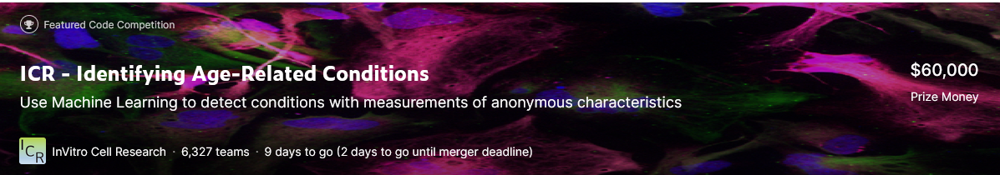 Featured Code Competition
ICR - Identifying Age-Related Conditions
$60,000
Use Machine Learning to detect conditions with measurements of anonymous characteristics
Prize Money
ICR
InVitro Cell Research · 6,327 teams · 9 days to go (2 days to go until merger deadline)